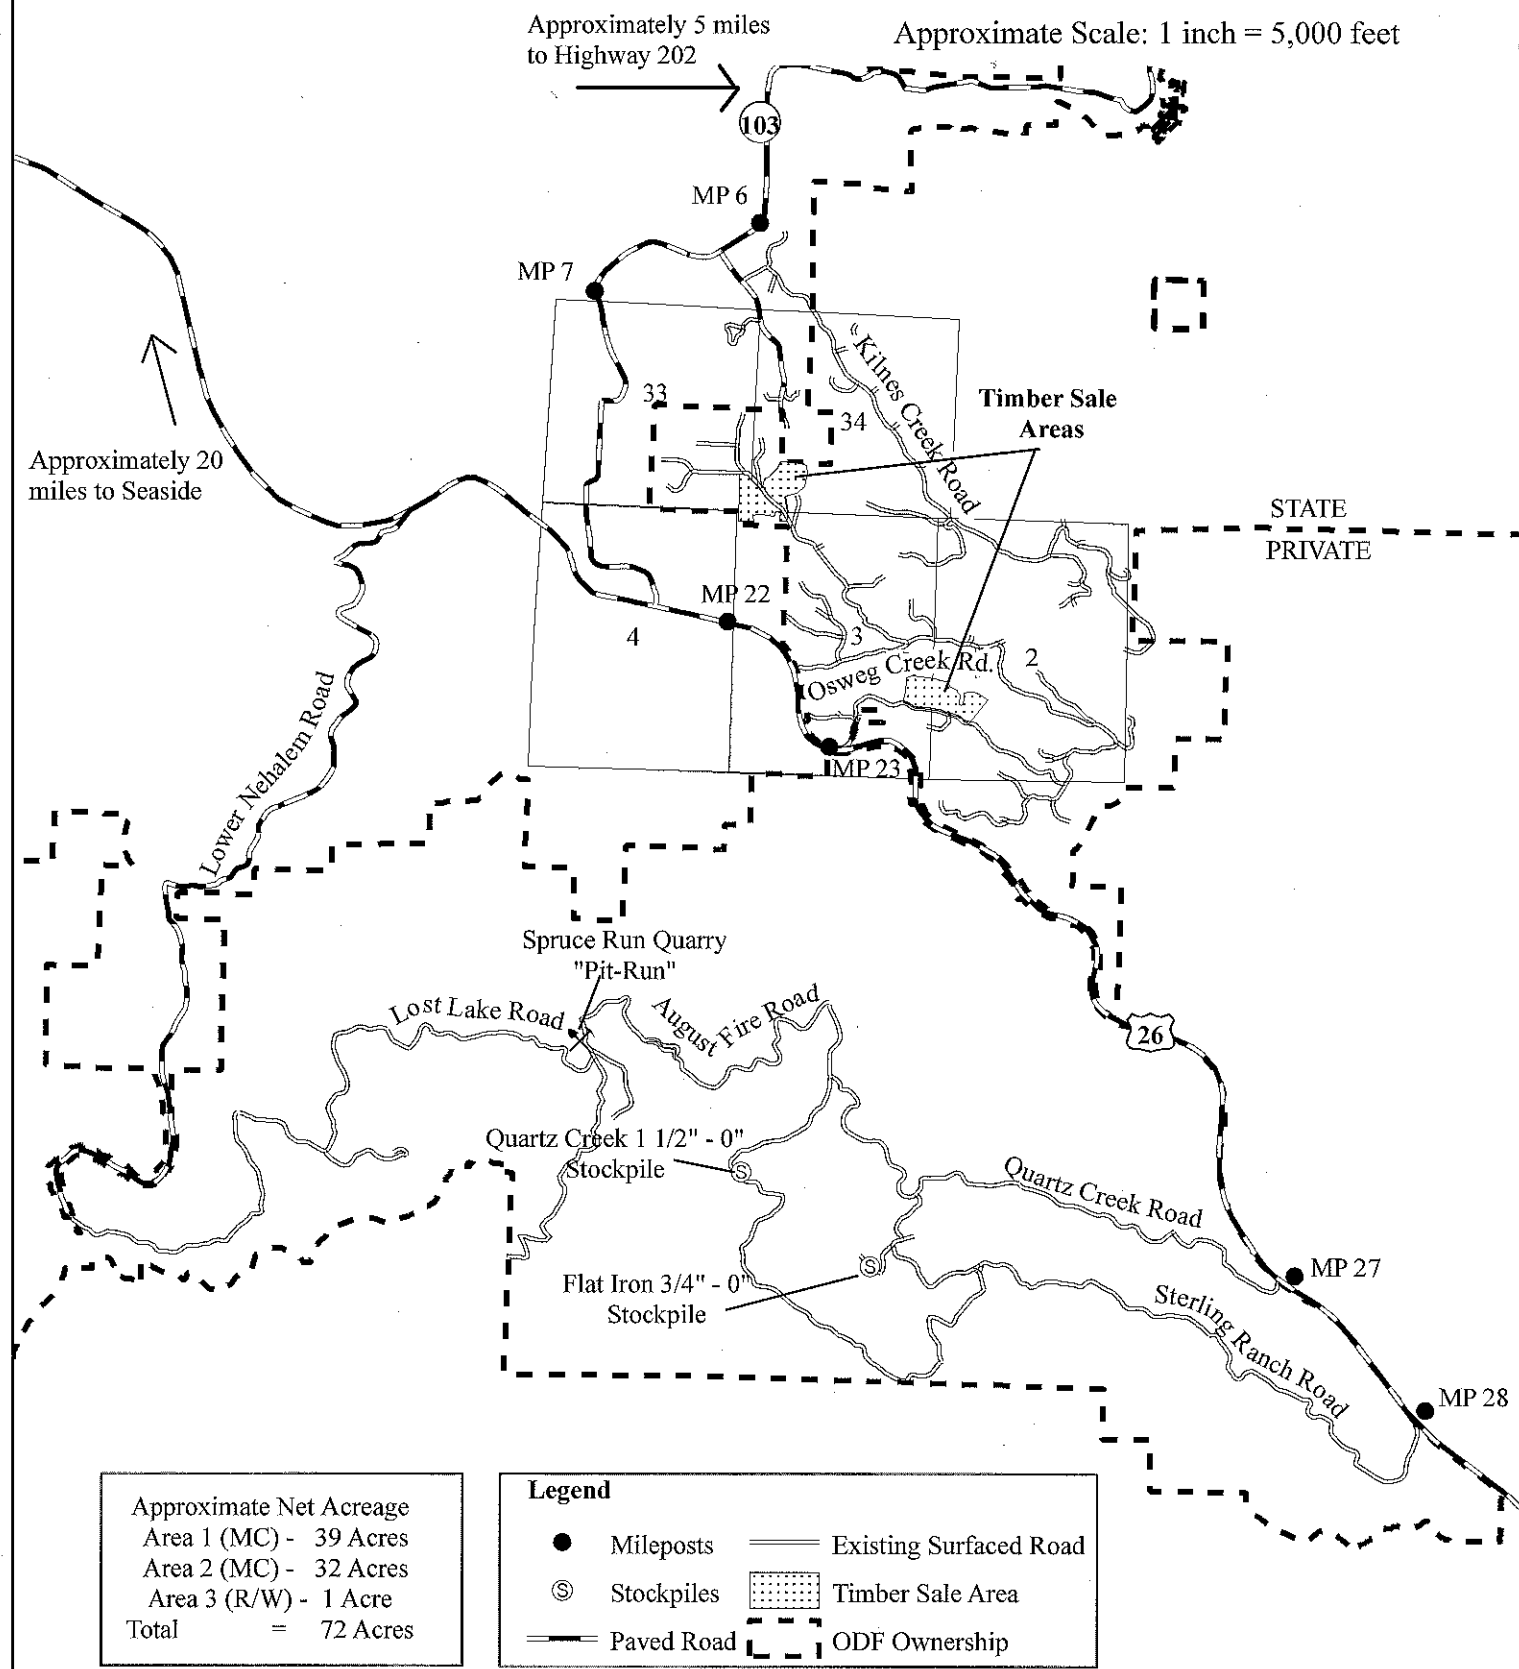 Approximately 5 miles
to Highway 202
Approximate Scale: 1 inch = 5,000 feet
103
MP 6
MP 7
33
34
Kilnes Creek Road
Timber Sale
Areas
Approximately 20
miles to Seaside
STATE
PRIVATE
MP 22
4
3
2
Osweg Creek Rd.
MP 23
Lower Nehalem Road
Spruce Run Quarry
"Pit-Run"
Lost Lake Road
August Fire Road
26
Quartz Creek 1 1/2" - 0"
Stockpile
S
Quartz Creek Road
Flat Iron 3/4" - 0"
Stockpile
S
MP 27
Sterling Ranch Road
MP 28
Approximate Net Acreage
Area 1 (MC) - 39 Acres
Area 2 (MC) - 32 Acres
Area 3 (R/W) - 1 Acre
Total = 72 Acres
Legend
Mileposts
Existing Surfaced Road
S Stockpiles
Timber Sale Area
Paved Road
ODF Ownership